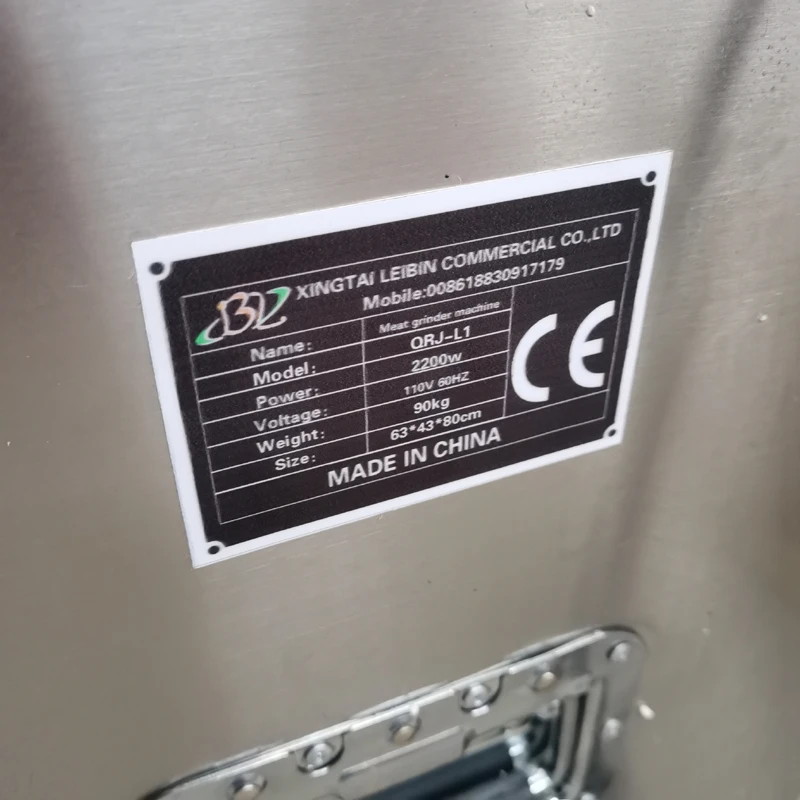 BL XINGTAI LEIBIN COMMERCIAL CO.,LTD
Mobile:008618830917179
Name: Meat grinder machine
Model: QRJ-L1
Power: 2200w
Voltage: 110V 60HZ
Weight: 90kg
Size: 63*43*80cm
CE
MADE IN CHINA